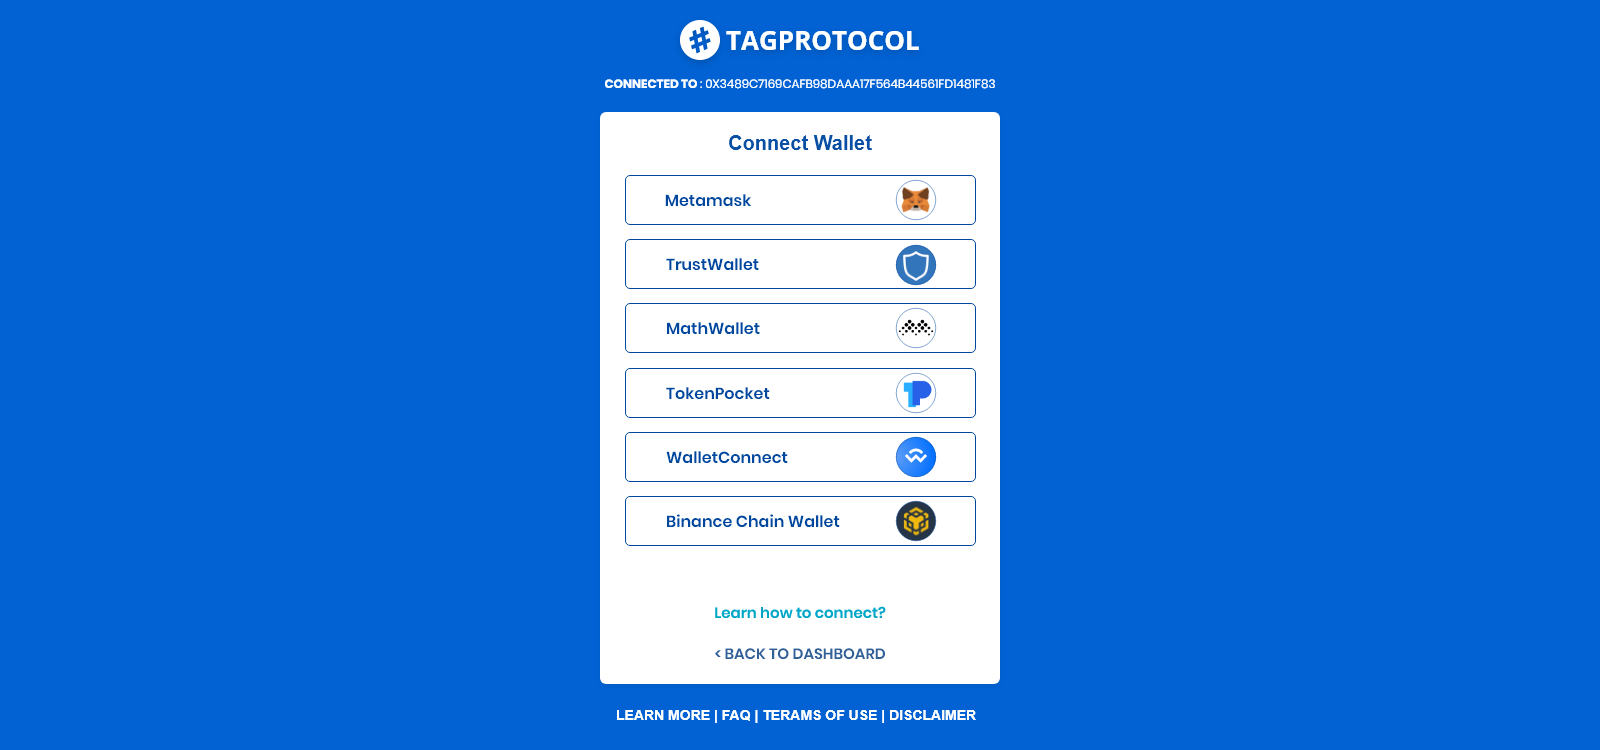 # TAGPROTOCOL
CONNECTED TO : 0X3489C7169CAFB98DAAA17F564B44561FD1481F83
Connect Wallet
Metamask
TrustWallet
MathWallet
TokenPocket
WalletConnect
Binance Chain Wallet
Learn how to connect?
< BACK TO DASHBOARD
LEARN MORE | FAQ | TERAMS OF USE | DISCLAIMER